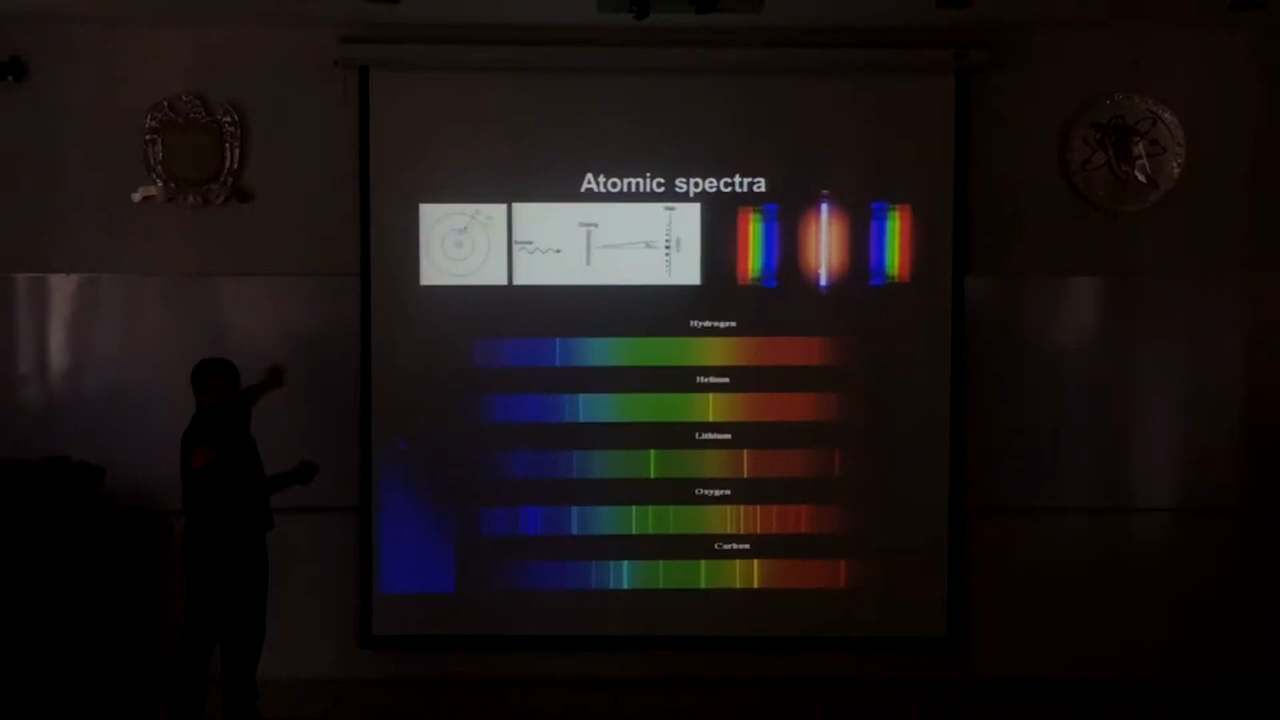 Atomic spectra
Hydrogen
Helium
Lithium
Oxygen
Carbon